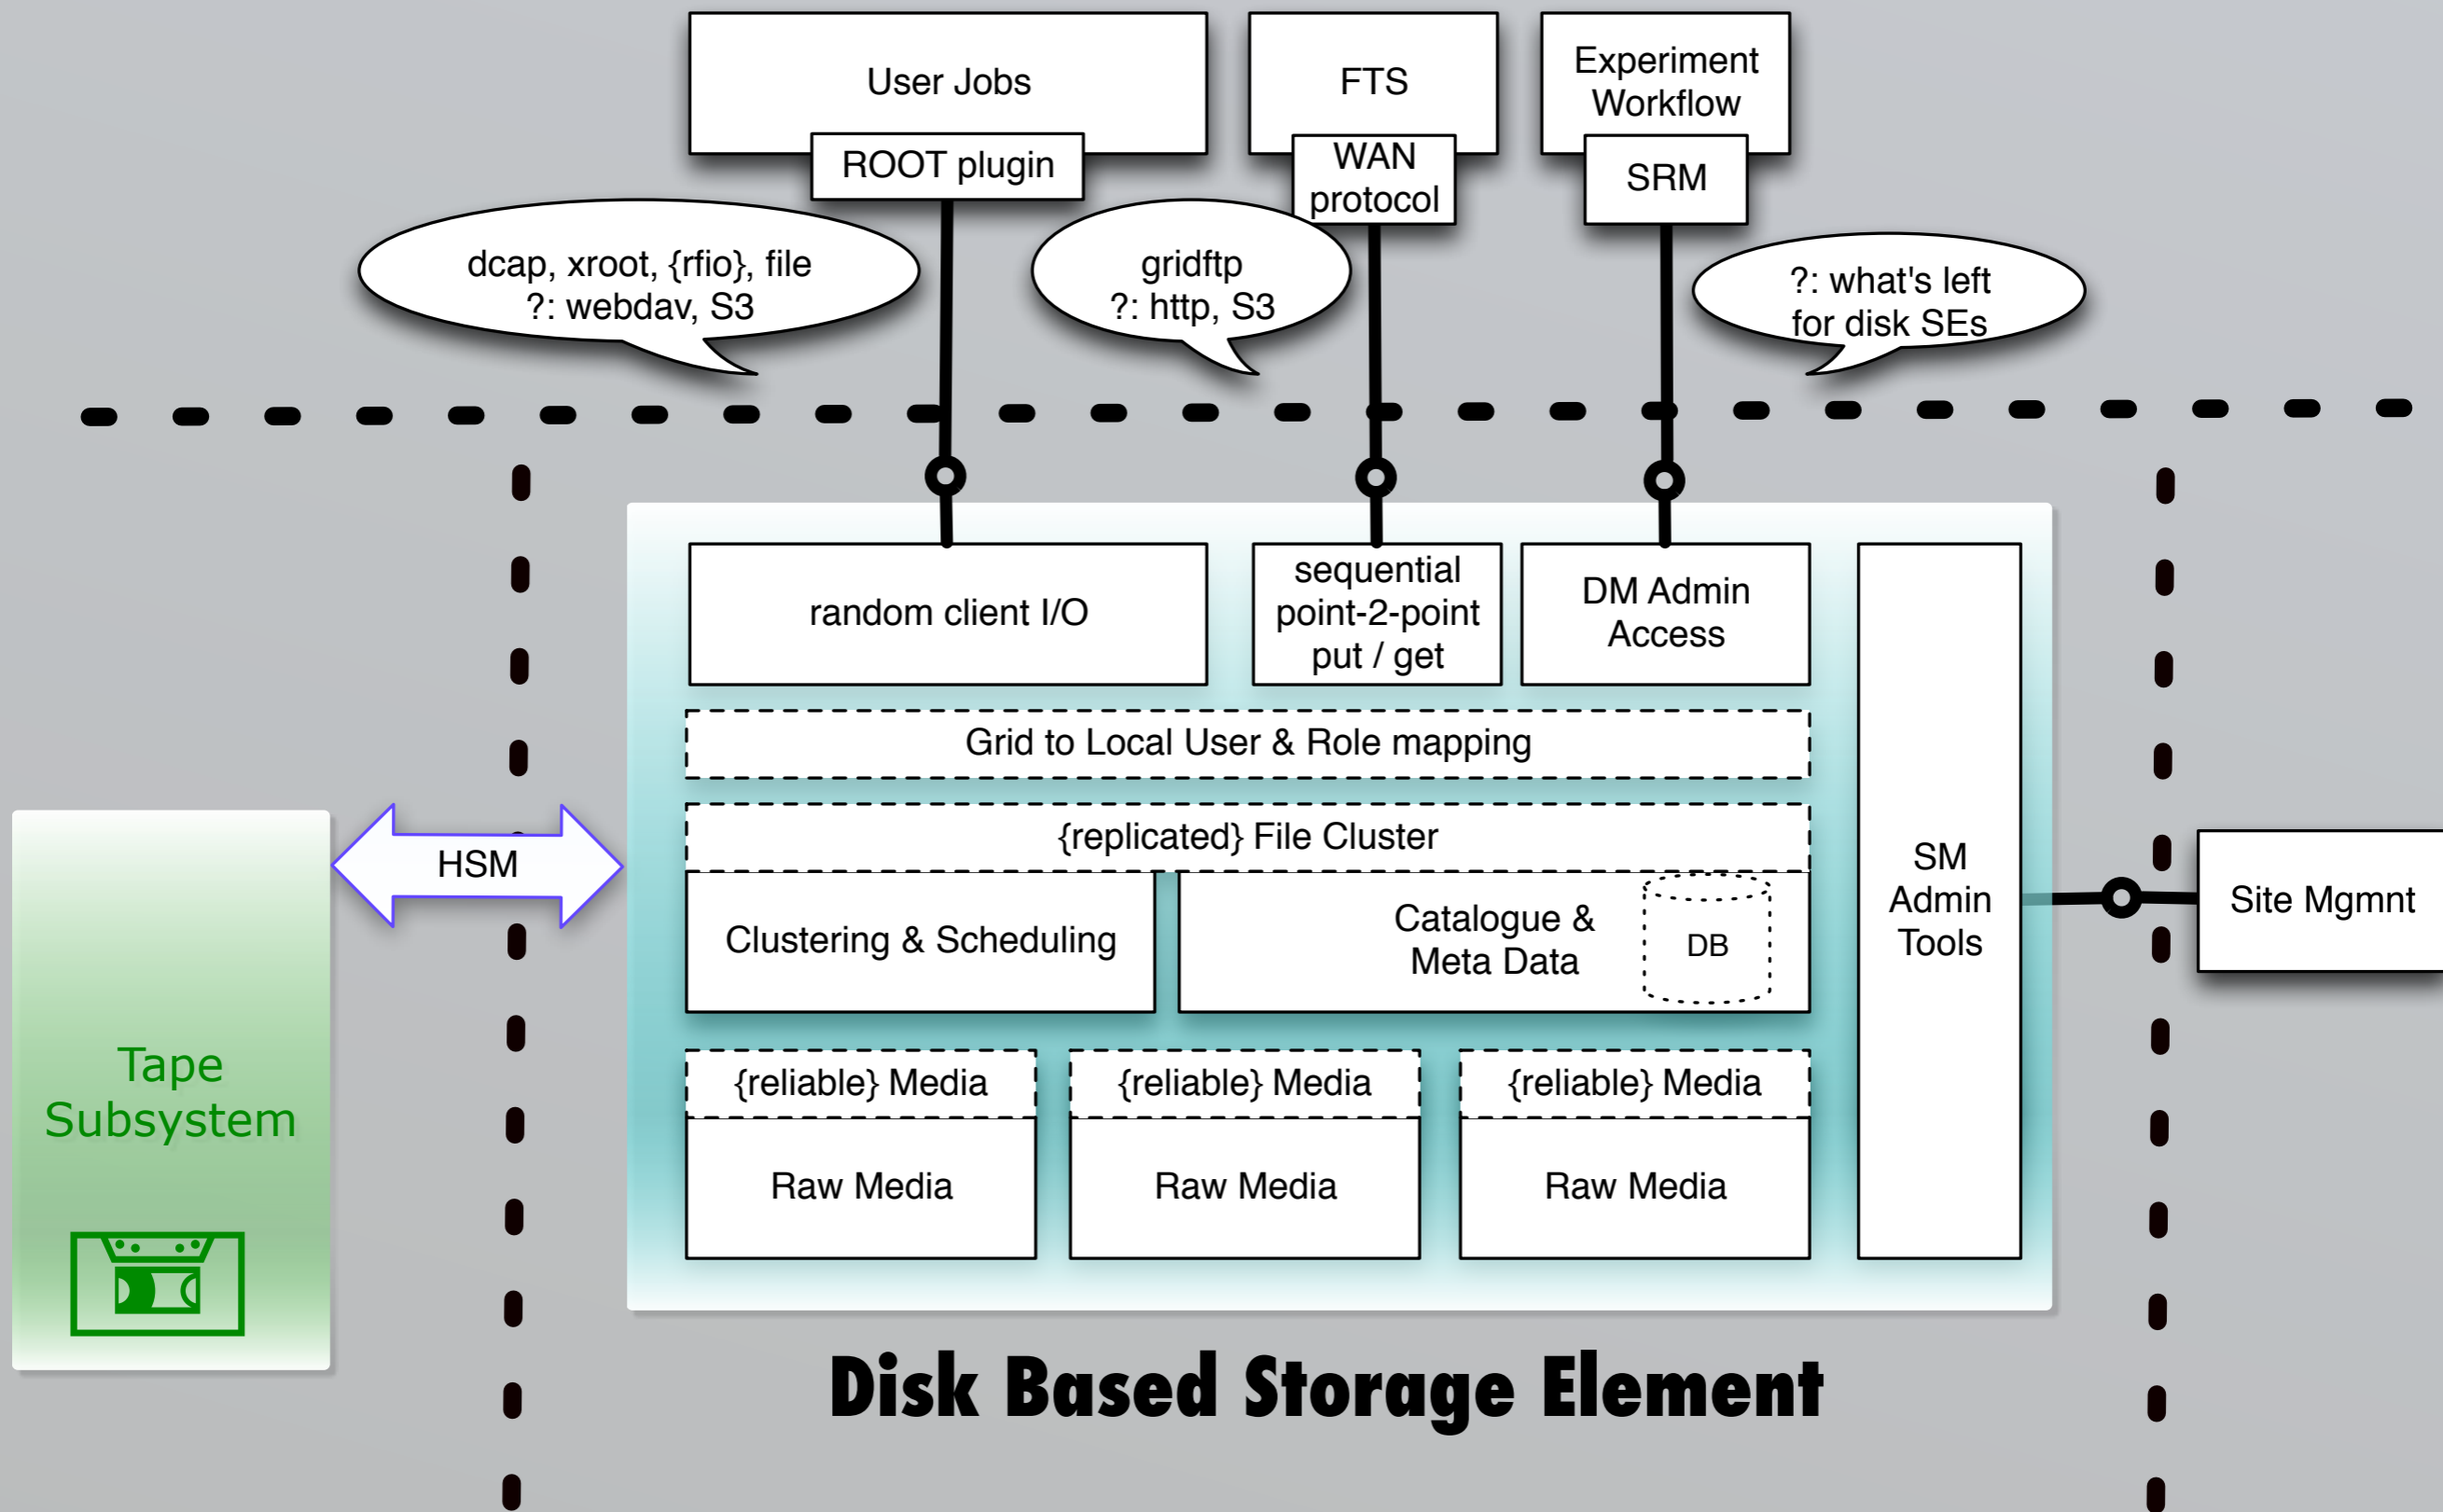 User Jobs
ROOT plugin
FTS
WAN
protocol
Experiment
Workflow
SRM
dcap, xroot, {rfio}, file
?: webdav, S3
gridftp
?: http, S3
?: what's left
for disk SEs
random client I/O
sequential
point-2-point
put / get
DM Admin
Access
Grid to Local User & Role mapping
{replicated} File Cluster
Clustering & Scheduling
Catalogue &
Meta Data
DB
{reliable} Media
{reliable} Media
{reliable} Media
Raw Media
Raw Media
Raw Media
SM
Admin
Tools
Site Mgmnt
HSM
Tape
Subsystem
Disk Based Storage Element